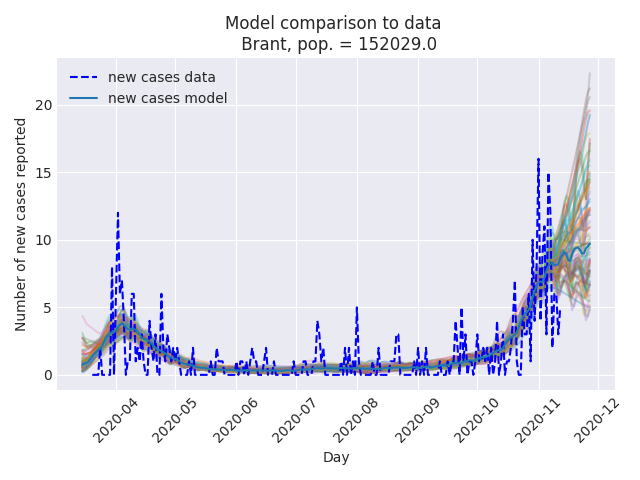 Model comparison to data
Brant, pop. = 152029.0
new cases data
new cases model
Number of new cases reported
20
15
10
5
0
2020-04
2020-05
2020-06
2020-07
2020-08
2020-09
2020-10
2020-11
2020-12
Day